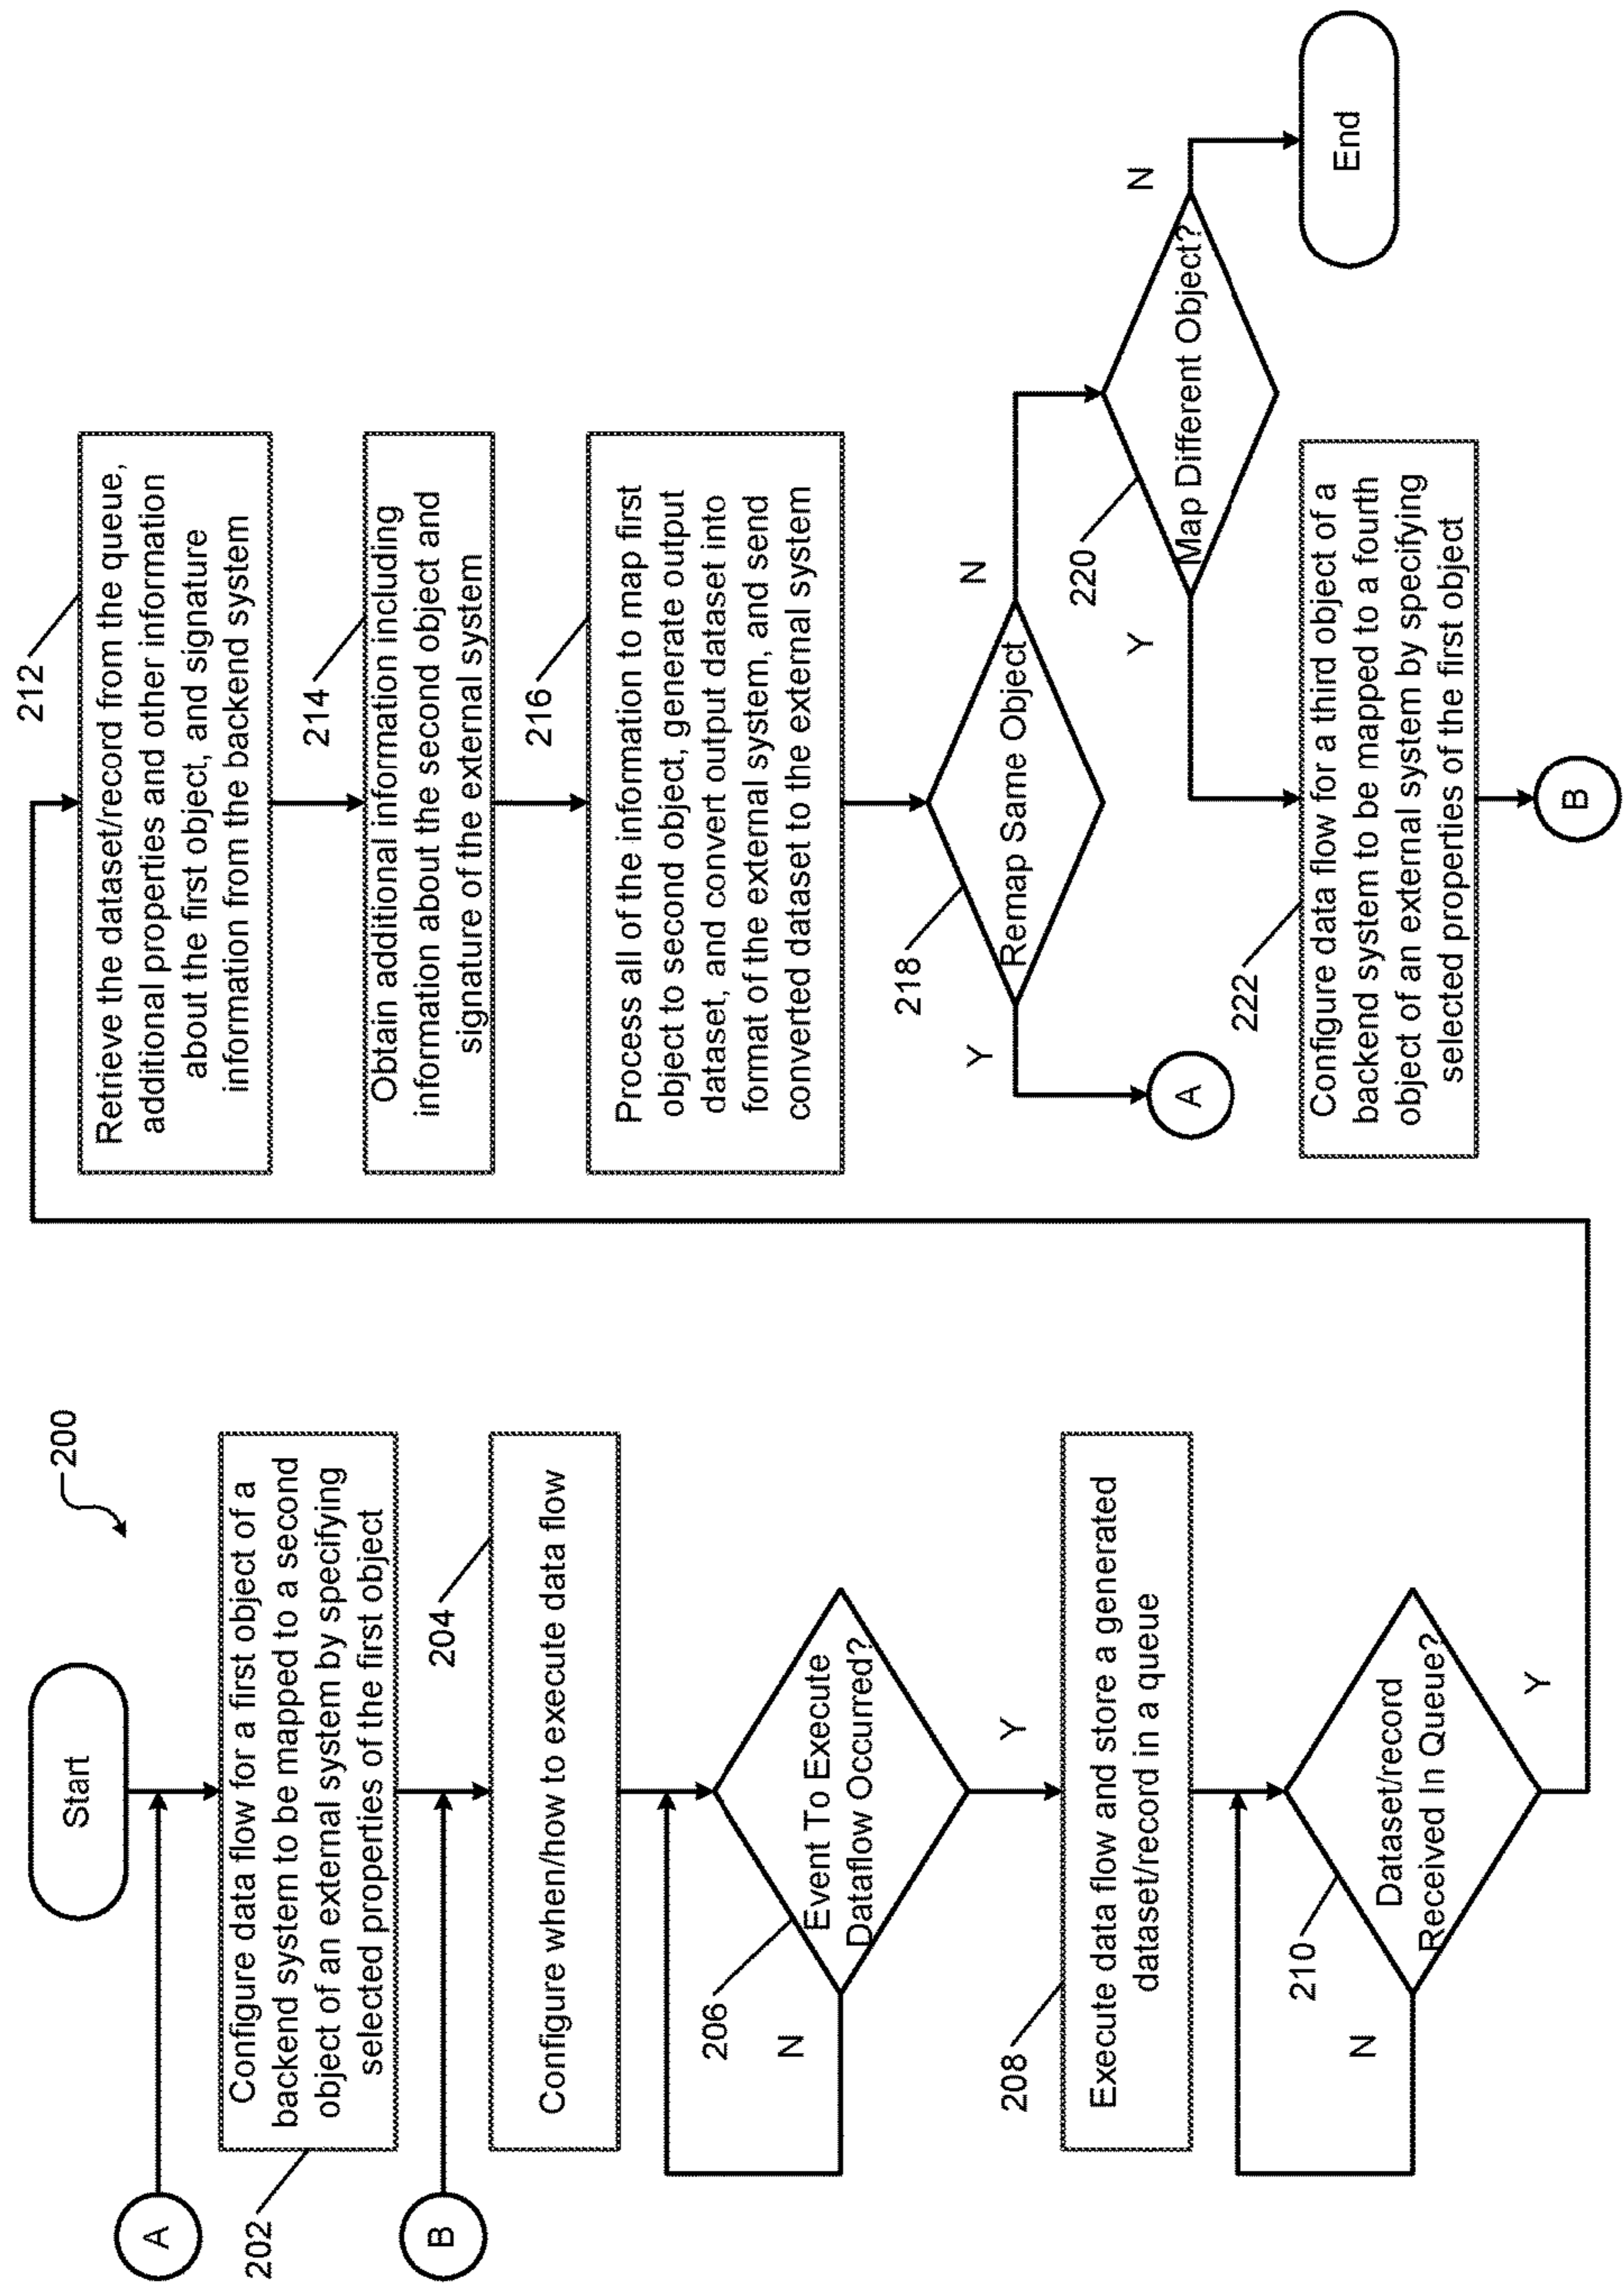 200
Start
A
Configure data flow for a first object of a
backend system to be mapped to a second
object of an external system by specifying
selected properties of the first object
202
B
204
Configure when/how to execute data flow
206
Event To Execute
Dataflow Occurred?
N
Y
208
Execute data flow and store a generated
dataset/record in a queue
210
Dataset/record
Received In Queue?
N
Y
212
Retrieve the dataset/record from the queue,
additional properties and other information
about the first object, and signature
information from the backend system
214
Obtain additional information including
information about the second object and
signature of the external system
216
Process all of the information to map first
object to second object, generate output
dataset, and convert output dataset into
format of the external system, and send
converted dataset to the external system
218
Remap Same Object
Y
N
A
220
Map Different Object?
Y
N
222
Configure data flow for a third object of a
backend system to be mapped to a fourth
object of an external system by specifying
selected properties of the first object
End
B